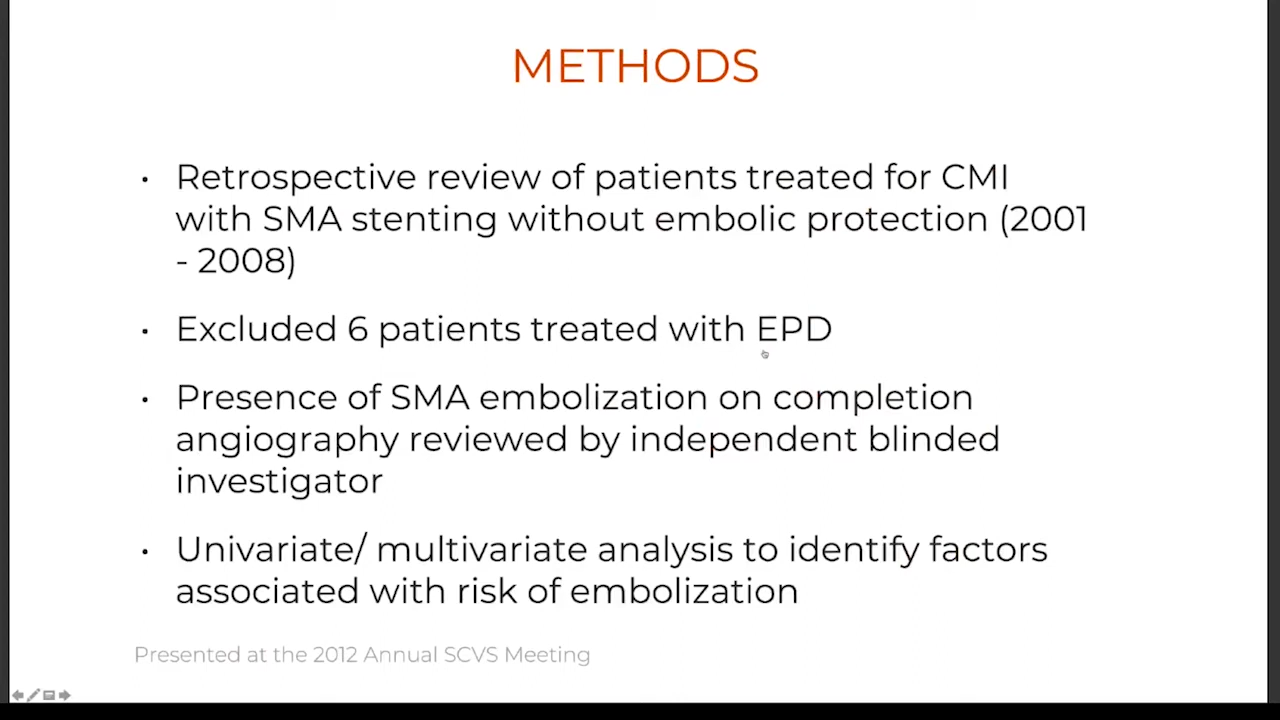 METHODS
• Retrospective review of patients treated for CMI
with SMA stenting without embolic protection (2001
- 2008)
• Excluded 6 patients treated with EPD
• Presence of SMA embolization on completion
angiography reviewed by independent blinded
investigator
• Univariate/ multivariate analysis to identify factors
associated with risk of embolization
Presented at the 2012 Annual SCVS Meeting